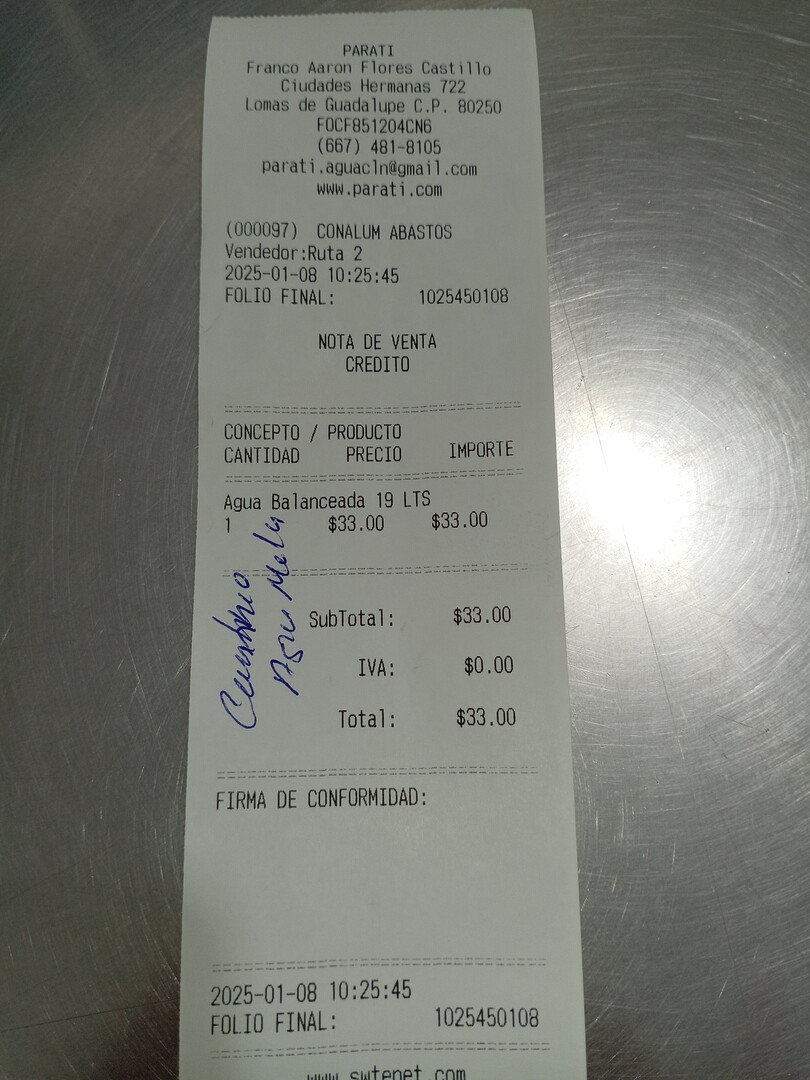 PARATI
Franco Aaron Flores Castillo
Ciudades Hermanas 722
Lomas de Guadalupe C.P. 80250
FOCF851204CN6
(667) 481-8105
parati.aguacln@gmail.com
www.parati.com
(000097) CONALUM ABASTOS
Vendedor:Ruta 2
2025-01-08 10:25:45
FOLIO FINAL: 1025450108
NOTA DE VENTA
CREDITO
CONCEPTO / PRODUCTO
CANTIDAD PRECIO IMPORTE
Agua Balanceada 19 LTS
1 $33.00 $33.00
SubTotal: $33.00
IVA: $0.00
Total: $33.00
FIRMA DE CONFORMIDAD:
2025-01-08 10:25:45
FOLIO FINAL: 1025450108
www.swtenet.com